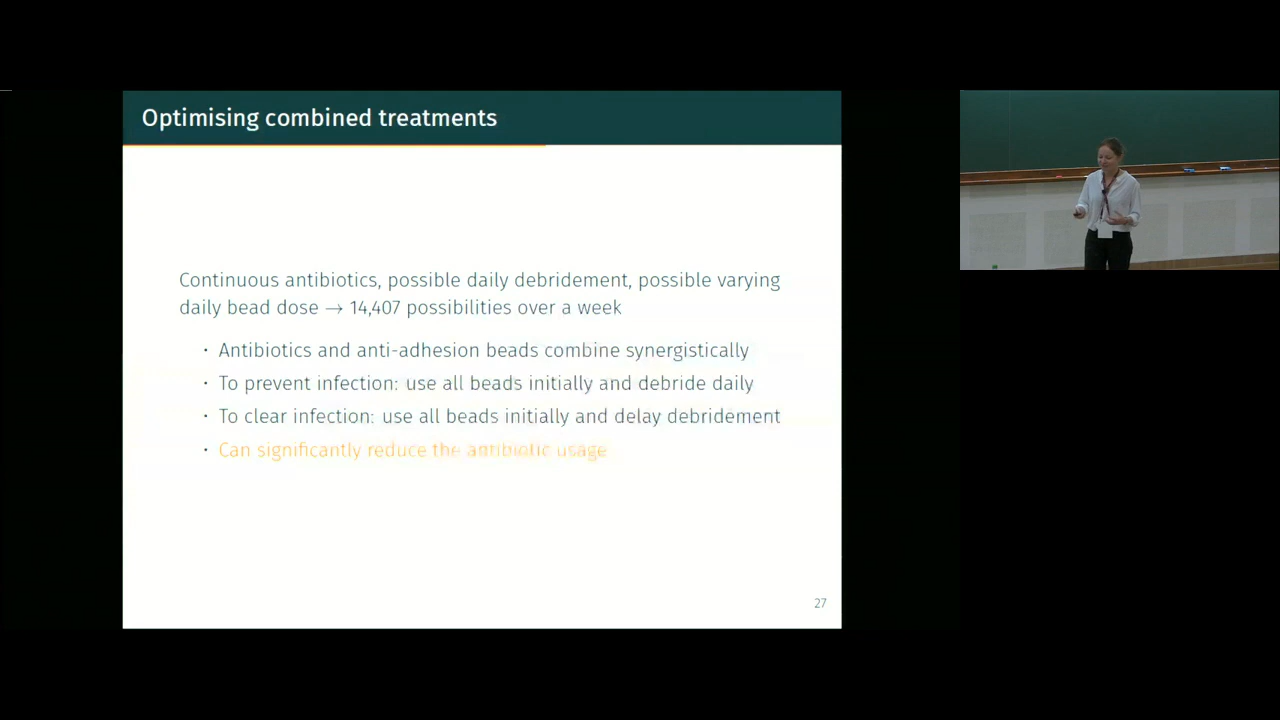 Optimising combined treatments
Continuous antibiotics, possible daily debridement, possible varying
daily bead dose → 14,407 possibilities over a week
· Antibiotics and anti-adhesion beads combine synergistically
· To prevent infection: use all beads initially and debride daily
· To clear infection: use all beads initially and delay debridement
· Can significantly reduce the antibiotic usage
27